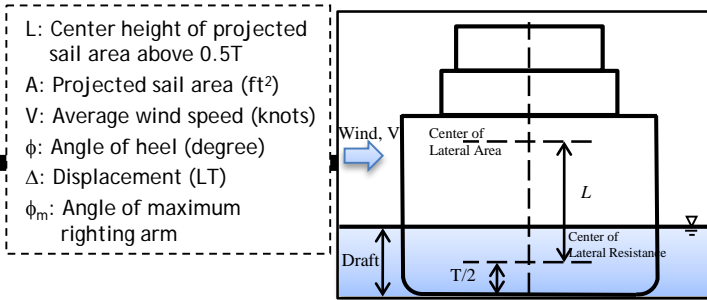 L: Center height of projected
sail area above 0.5T
A: Projected sail area (ft²)
V: Average wind speed (knots)
ϕ: Angle of heel (degree)
Δ: Displacement (LT)
ϕm: Angle of maximum
righting arm
Wind, V
Center of
Lateral Area
L
Center of
Lateral Resistance
Draft
T/2